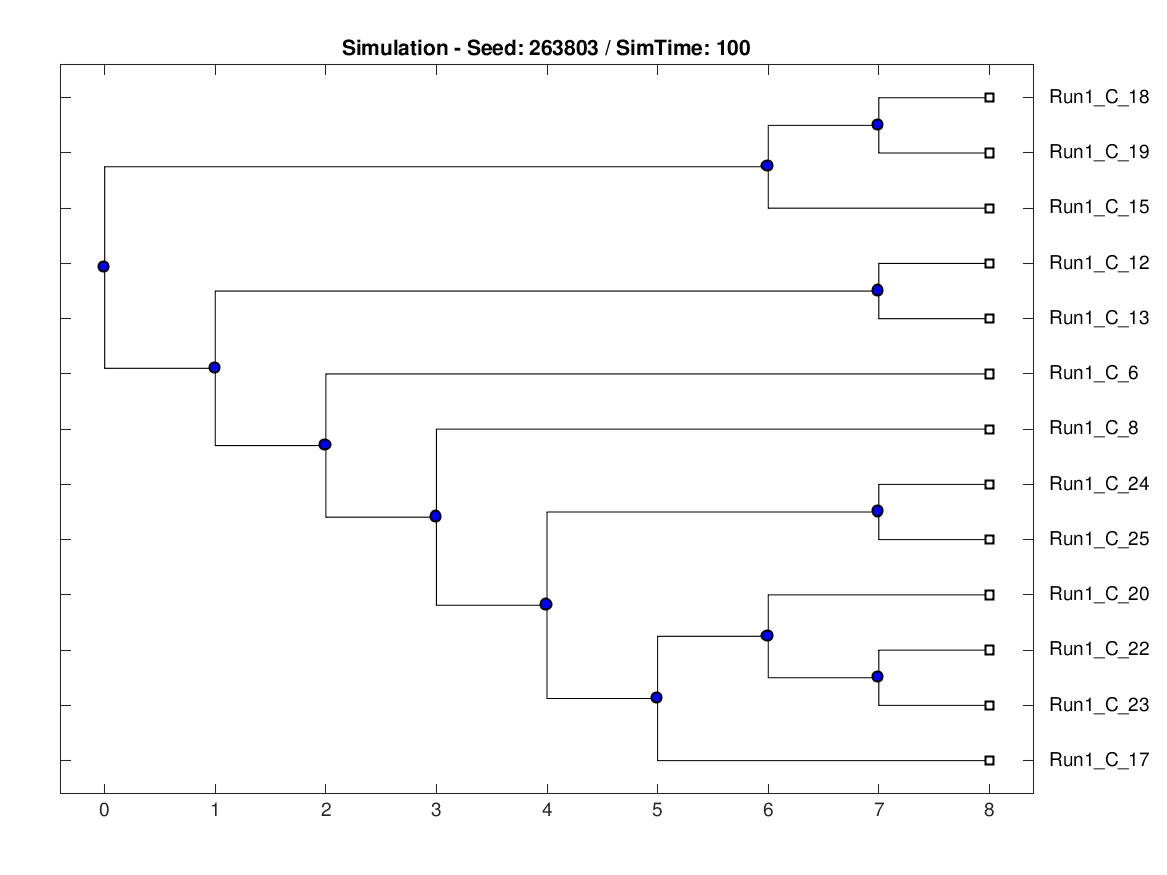 Simulation - Seed: 263803 / SimTime: 100
Run1_C_18
Run1_C_19
Run1_C_15
Run1_C_12
Run1_C_13
Run1_C_6
Run1_C_8
Run1_C_24
Run1_C_25
Run1_C_20
Run1_C_22
Run1_C_23
Run1_C_17
0 1 2 3 4 5 6 7 8